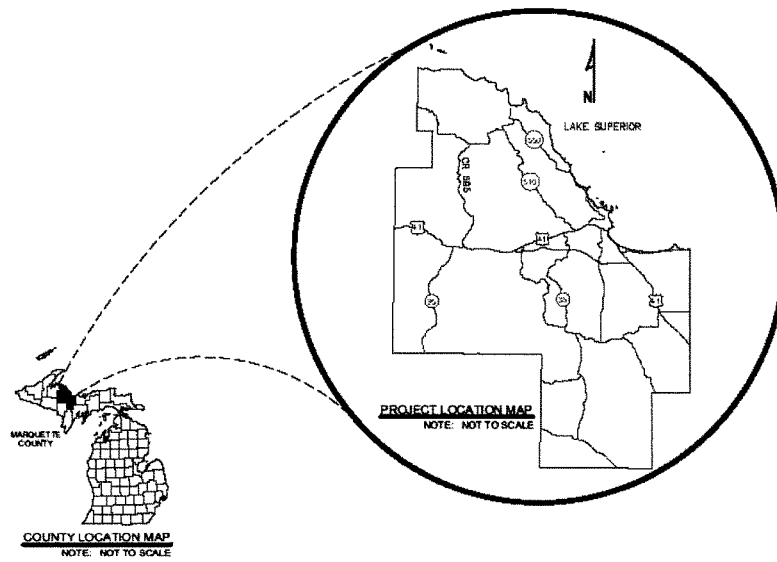 N
LAKE SUPERIOR
550
CR 595
510
41
41
95
35
41
PROJECT LOCATION MAP
NOTE: NOT TO SCALE
MARQUETTE
COUNTY
COUNTY LOCATION MAP
NOTE: NOT TO SCALE